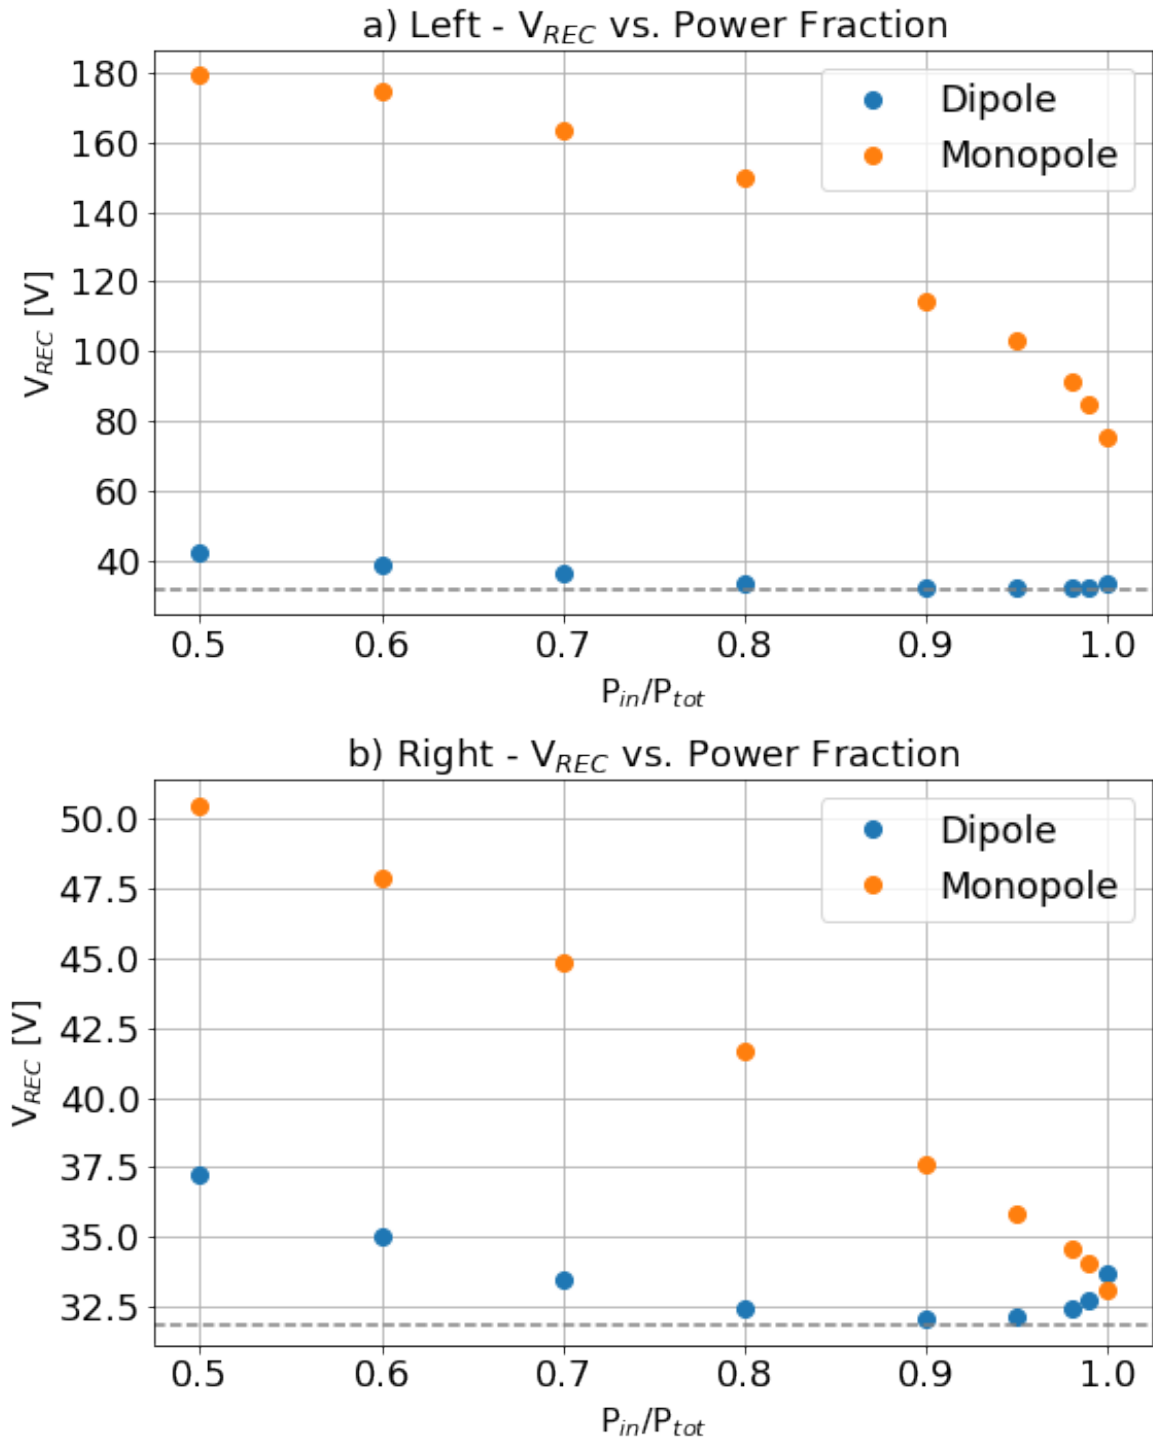 a) Left - V_REC vs. Power Fraction
180
160
140
120
100
80
60
40
V_REC [V]
Dipole
Monopole
0.5 0.6 0.7 0.8 0.9 1.0
P_in/P_tot
b) Right - V_REC vs. Power Fraction
50.0
47.5
45.0
42.5
40.0
37.5
35.0
32.5
V_REC [V]
Dipole
Monopole
0.5 0.6 0.7 0.8 0.9 1.0
P_in/P_tot